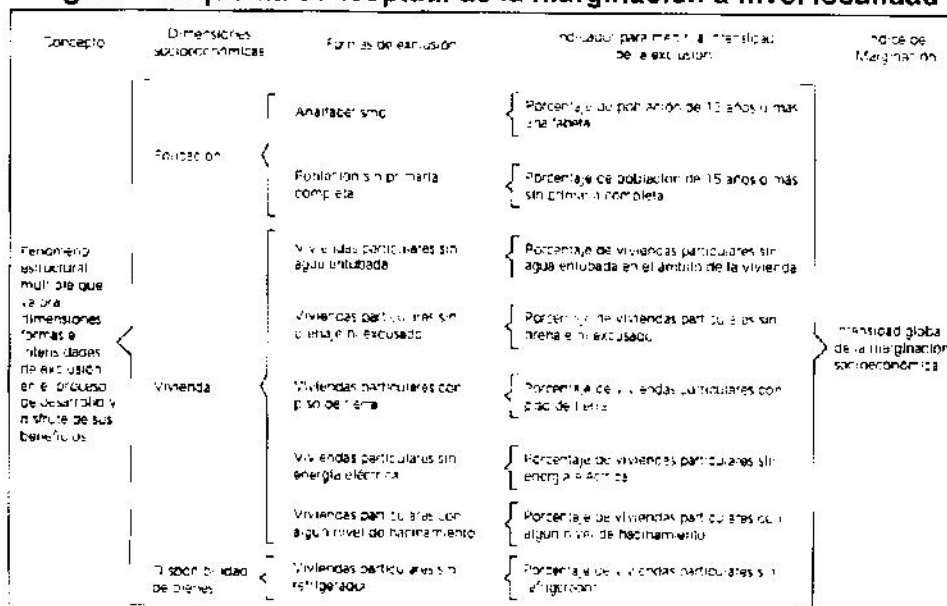 conceptual de la marginación a nivel localidad
Concepto
Dimensiones
socioeconómicas
Formas de exclusión
Indicador para medir la intensidad
de la exclusión
Índice de
Marginación
Fenómeno
estructural
múltiple que
valora
dimensiones
formas e
intensidades
de exclusión
en el proceso
de desarrollo y
disfrute de sus
beneficios
Educación
Analfabetismo
Porcentaje de población de 15 años o más
analfabeta
Población sin primaria
completa
Porcentaje de población de 15 años o más
sin primaria completa
Vivienda
Viviendas particulares sin
agua entubada
Porcentaje de viviendas particulares sin
agua entubada en el ámbito de la vivienda
Viviendas particulares sin
drenaje ni excusado
Porcentaje de viviendas particulares sin
drenaje ni excusado
Viviendas particulares con
piso de tierra
Porcentaje de viviendas particulares con
piso de tierra
Viviendas particulares sin
energía eléctrica
Porcentaje de viviendas particulares sin
energía eléctrica
Viviendas particulares con
algún nivel de hacinamiento
Porcentaje de viviendas particulares con
algún nivel de hacinamiento
Disponibilidad
de bienes
Viviendas particulares sin
refrigerador
Porcentaje de viviendas particulares sin
refrigerador
Intensidad global
de la marginación
socioeconómica